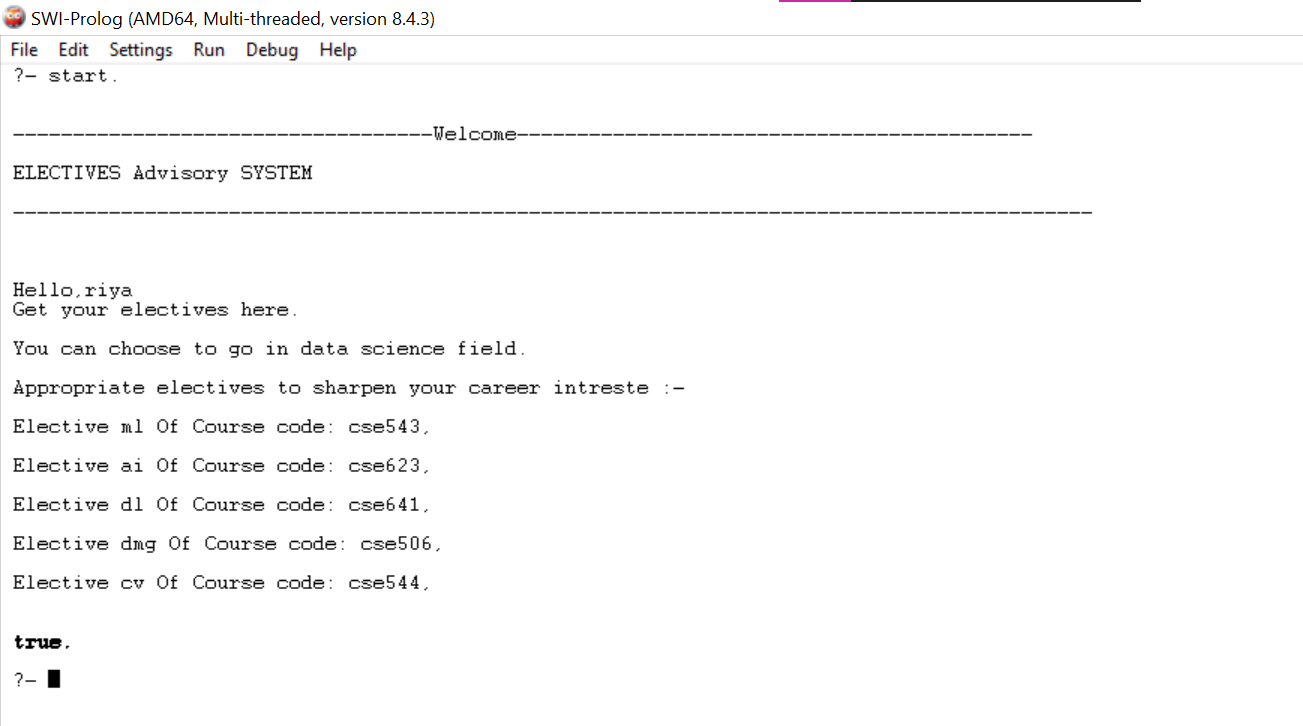 SWI-Prolog (AMD64, Multi-threaded, version 8.4.3)
File Edit Settings Run Debug Help
?- start.
-----------------------------------Welcome-------------------------------------------
ELECTIVES Advisory SYSTEM
------------------------------------------------------------------------------------------
Hello,riya
Get your electives here.
You can choose to go in data science field.
Appropriate electives to sharpen your career intreste :-
Elective ml Of Course code: cse543,
Elective ai Of Course code: cse623,
Elective dl Of Course code: cse641,
Elective dmg Of Course code: cse506,
Elective cv Of Course code: cse544,
true.
?-